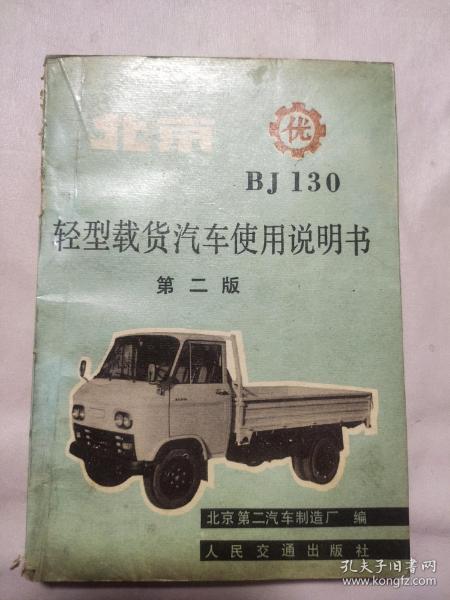 北京
优
BJ 130
轻型载货汽车使用说明书
第二版
北京第二汽车制造厂 编
人民交通出版社
孔夫子旧书网
www.kongfz.com